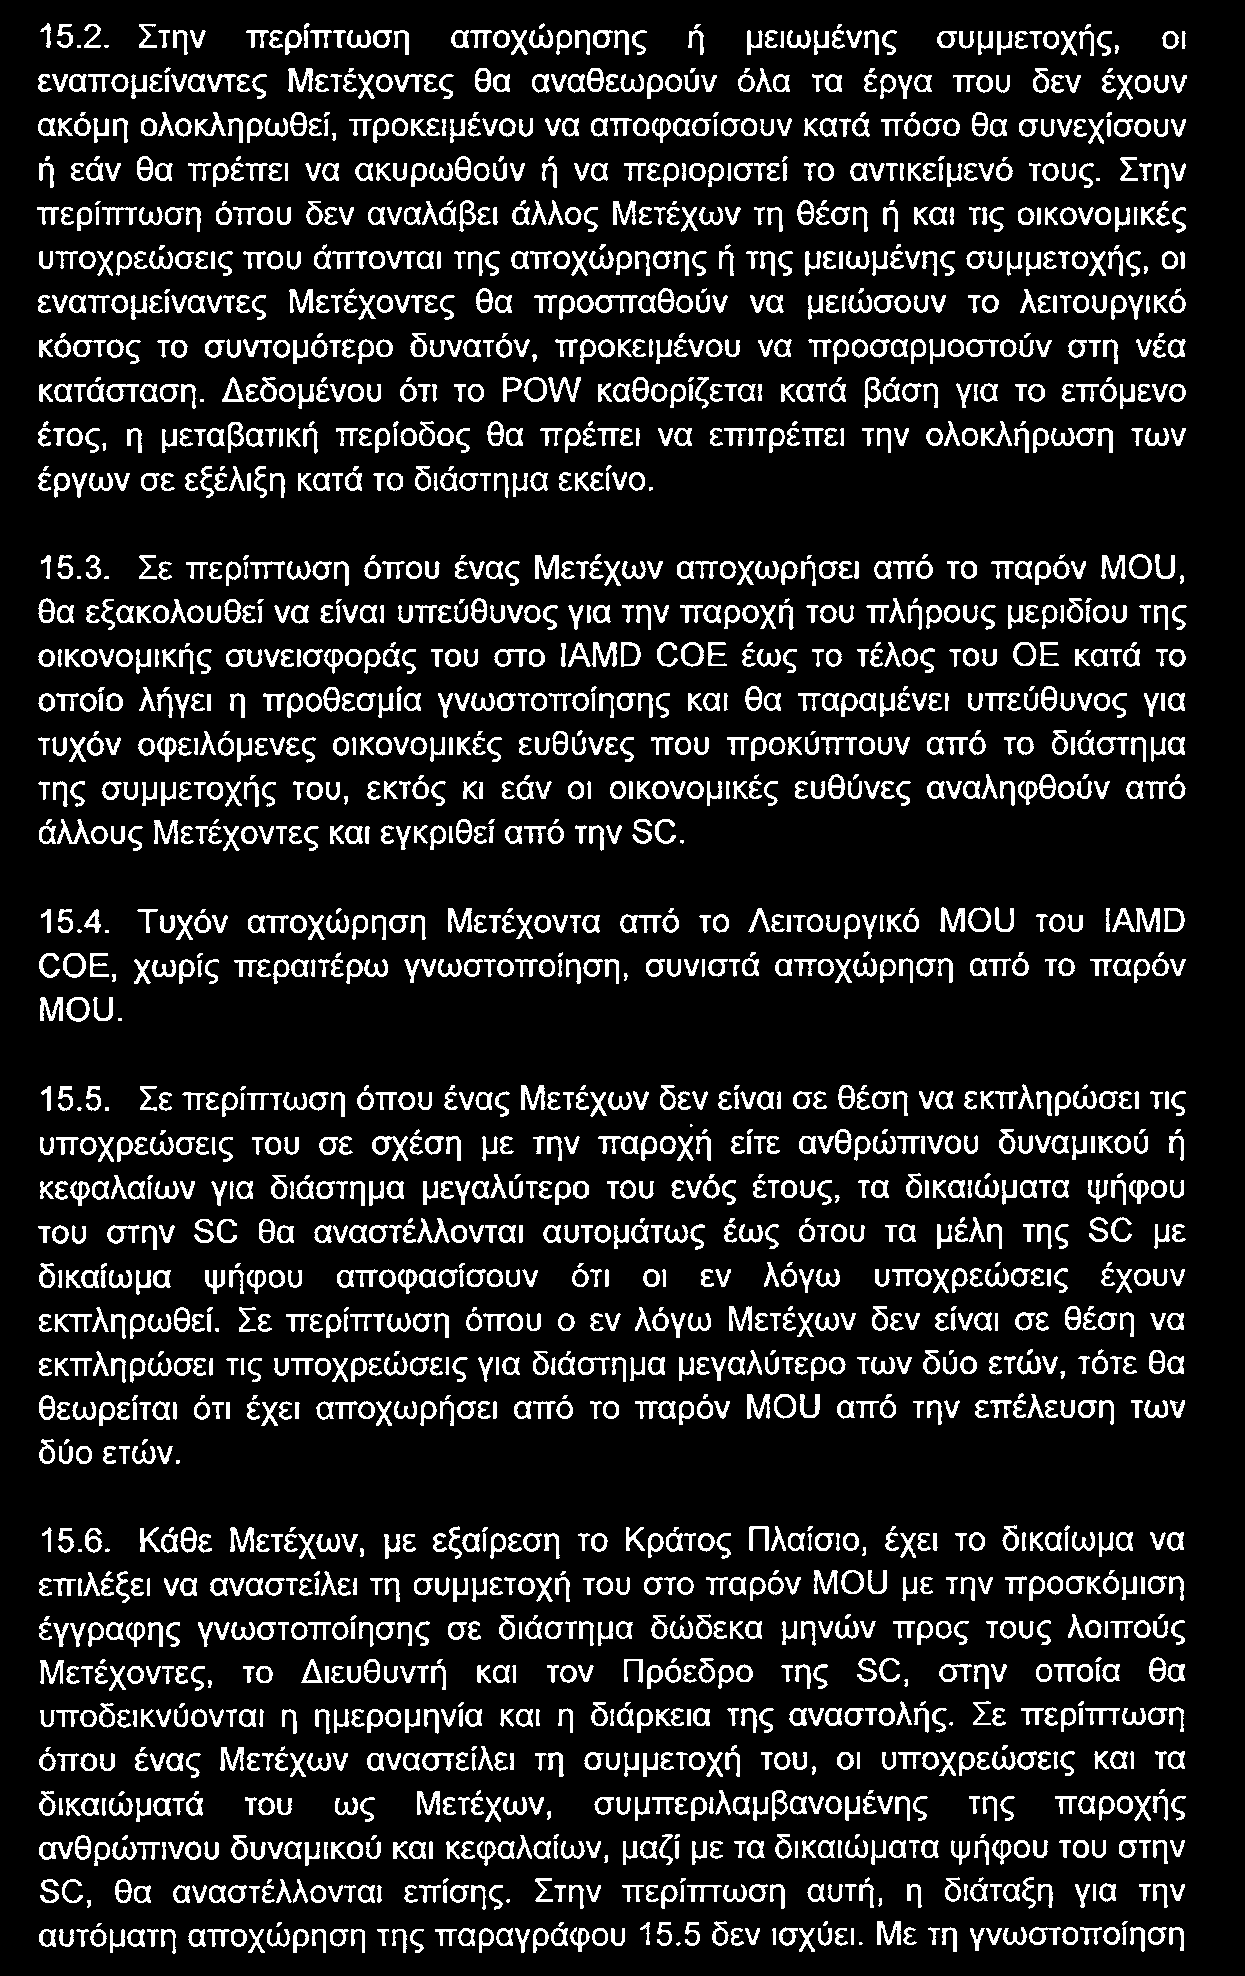 15.2. Στην περίπτωση αποχώρησης ή μειωμένης συμμετοχής, οι
εναπομείναντες Μετέχοντες θα αναθεωρούν όλα τα έργα που δεν έχουν
ακόμη ολοκληρωθεί, προκειμένου να αποφασίσουν κατά πόσο θα συνεχίσουν
ή εάν θα πρέπει να ακυρωθούν ή να περιοριστεί το αντικείμενό τους. Στην
περίπτωση όπου δεν αναλάβει άλλος Μετέχων τη θέση ή και τις οικονομικές
υποχρεώσεις που άπτονται της αποχώρησης ή της μειωμένης συμμετοχής, οι
εναπομείναντες Μετέχοντες θα προσπαθούν να μειώσουν το λειτουργικό
κόστος το συντομότερο δυνατόν, προκειμένου να προσαρμοστούν στη νέα
κατάσταση. Δεδομένου ότι το POW καθορίζεται κατά βάση για το επόμενο
έτος, η μεταβατική περίοδος θα πρέπει να επιτρέπει την ολοκλήρωση των
έργων σε εξέλιξη κατά το διάστημα εκείνο.
15.3. Σε περίπτωση όπου ένας Μετέχων αποχωρήσει από το παρόν MOU,
θα εξακολουθεί να είναι υπεύθυνος για την παροχή του πλήρους μεριδίου της
οικονομικής συνεισφοράς του στο IAMD COE έως το τέλος του ΟΕ κατά το
οποίο λήγει η προθεσμία γνωστοποίησης και θα παραμένει υπεύθυνος για
τυχόν οφειλόμενες οικονομικές ευθύνες που προκύπτουν από το διάστημα
της συμμετοχής του, εκτός κι εάν οι οικονομικές ευθύνες αναληφθούν από
άλλους Μετέχοντες και εγκριθεί από την SC.
15.4. Τυχόν αποχώρηση Μετέχοντα από το Λειτουργικό MOU του IAMD
COE, χωρίς περαιτέρω γνωστοποίηση, συνιστά αποχώρηση από το παρόν
MOU.
15.5. Σε περίπτωση όπου ένας Μετέχων δεν είναι σε θέση να εκπληρώσει τις
υποχρεώσεις του σε σχέση με την παροχή είτε ανθρώπινου δυναμικού ή
κεφαλαίων για διάστημα μεγαλύτερο του ενός έτους, τα δικαιώματα ψήφου
του στην SC θα αναστέλλονται αυτομάτως έως ότου τα μέλη της SC με
δικαίωμα ψήφου αποφασίσουν ότι οι εν λόγω υποχρεώσεις έχουν
εκπληρωθεί. Σε περίπτωση όπου ο εν λόγω Μετέχων δεν είναι σε θέση να
εκπληρώσει τις υποχρεώσεις για διάστημα μεγαλύτερο των δύο ετών, τότε θα
θεωρείται ότι έχει αποχωρήσει από το παρόν MOU από την επέλευση των
δύο ετών.
15.6. Κάθε Μετέχων, με εξαίρεση το Κράτος Πλαίσιο, έχει το δικαίωμα να
επιλέξει να αναστείλει τη συμμετοχή του στο παρόν MOU με την προσκόμιση
έγγραφης γνωστοποίησης σε διάστημα δώδεκα μηνών προς τους λοιπούς
Μετέχοντες, το Διευθυντή και τον Πρόεδρο της SC, στην οποία θα
υποδεικνύονται η ημερομηνία και η διάρκεια της αναστολής. Σε περίπτωση
όπου ένας Μετέχων αναστείλει τη συμμετοχή του, οι υποχρεώσεις και τα
δικαιώματά του ως Μετέχων, συμπεριλαμβανομένης της παροχής
ανθρώπινου δυναμικού και κεφαλαίων, μαζί με τα δικαιώματα ψήφου του στην
SC, θα αναστέλλονται επίσης. Στην περίπτωση αυτή, η διάταξη για την
αυτόματη αποχώρηση της παραγράφου 15.5 δεν ισχύει. Με τη γνωστοποίηση